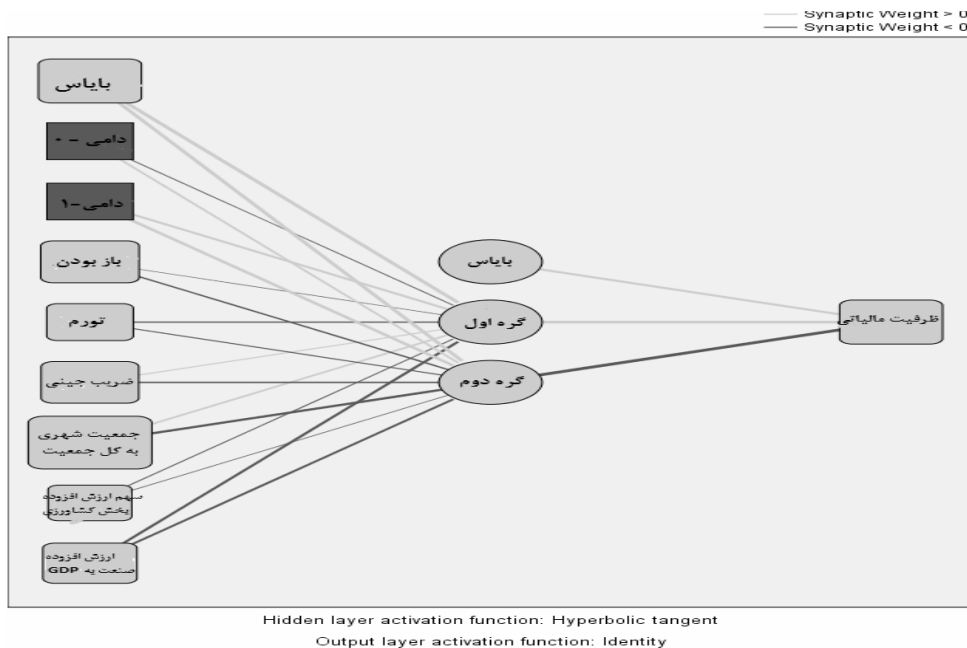 Synaptic Weight > 0
Synaptic Weight < 0
بایاس
دامی - ۰
دامی-۱
باز بودن
تورم
ضریب جینی
جمعیت شهری
به کل جمعیت
سهم ارزش افزوده
بخش کشاورزی
ارزش افزوده
صنعت به GDP
بایاس
گره اول
گره دوم
ظرفیت مالیاتی
Hidden layer activation function: Hyperbolic tangent
Output layer activation function: Identity